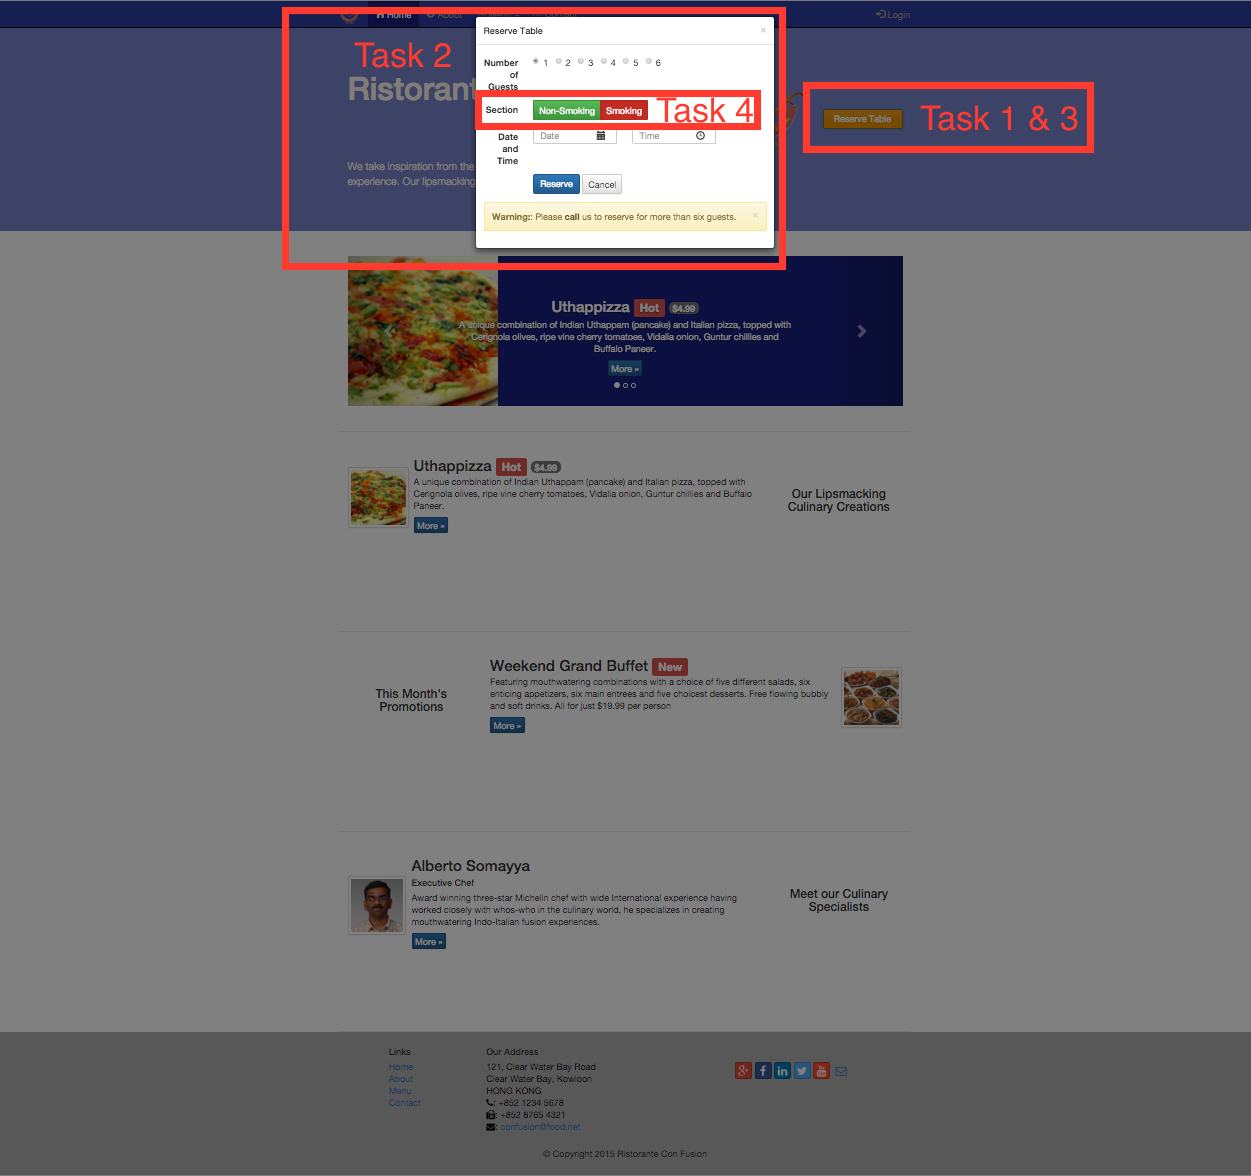 Home
About
Login
Reserve Table
×
Task 2
Ristorant
Number of Guests
1 2 3 4 5 6
Section
Non-Smoking Smoking
Task 4
Date and Time
Date
Time
Reserve Table
Task 1 & 3
We take inspiration from the
experience. Our lipsmacking
Reserve Cancel
Warning:: Please call us to reserve for more than six guests. ×
Uthappizza Hot $4.99
A unique combination of Indian Uthappam (pancake) and Italian pizza, topped with
Cerignola olives, ripe vine cherry tomatoes, Vidalia onion, Guntur chillies and
Buffalo Paneer.
More »
Uthappizza Hot $4.99
A unique combination of Indian Uthappam (pancake) and Italian pizza, topped with
Cerignola olives, ripe vine cherry tomatoes, Vidalia onion, Guntur chillies and Buffalo
Paneer.
More »
Our Lipsmacking
Culinary Creations
This Month's
Promotions
Weekend Grand Buffet New
Featuring mouthwatering combinations with a choice of five different salads, six
enticing appetizers, six main entrees and five choicest desserts. Free flowing bubbly
and soft drinks. All for just $19.99 per person
More »
Alberto Somayya
Executive Chef
Award winning three-star Michelin chef with wide International experience having
worked closely with whos-who in the culinary world, he specializes in creating
mouthwatering Indo-Italian fusion experiences.
More »
Meet our Culinary
Specialists
Links
Home
About
Menu
Contact
Our Address
121, Clear Water Bay Road
Clear Water Bay, Kowloon
HONG KONG
: +852 1234 5678
: +852 8765 4321
: confusion@food.net
© Copyright 2015 Ristorante Con Fusion